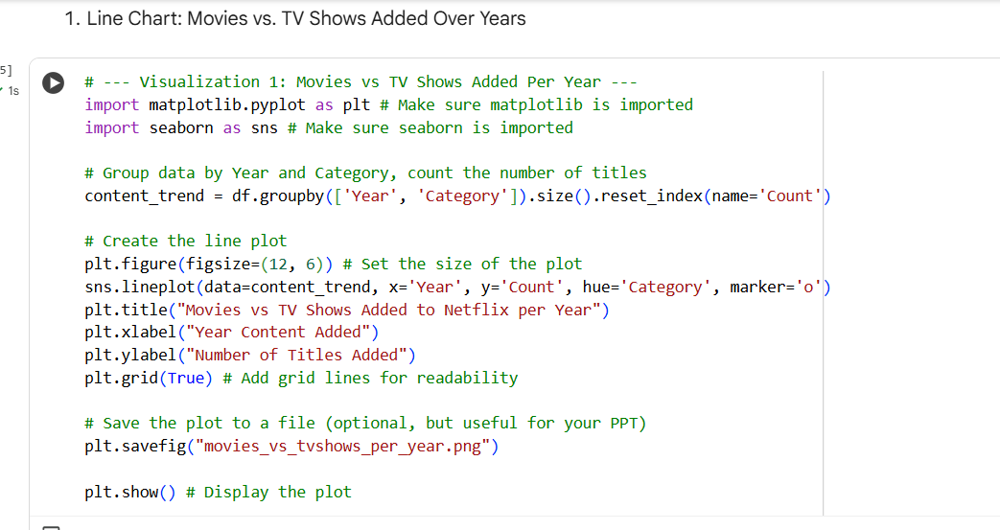 1. Line Chart: Movies vs. TV Shows Added Over Years
5]
1s
# --- Visualization 1: Movies vs TV Shows Added Per Year ---
import matplotlib.pyplot as plt # Make sure matplotlib is imported
import seaborn as sns # Make sure seaborn is imported
# Group data by Year and Category, count the number of titles
content_trend = df.groupby(['Year', 'Category']).size().reset_index(name='Count')
# Create the line plot
plt.figure(figsize=(12, 6)) # Set the size of the plot
sns.lineplot(data=content_trend, x='Year', y='Count', hue='Category', marker='o')
plt.title("Movies vs TV Shows Added to Netflix per Year")
plt.xlabel("Year Content Added")
plt.ylabel("Number of Titles Added")
plt.grid(True) # Add grid lines for readability
# Save the plot to a file (optional, but useful for your PPT)
plt.savefig("movies_vs_tvshows_per_year.png")
plt.show() # Display the plot